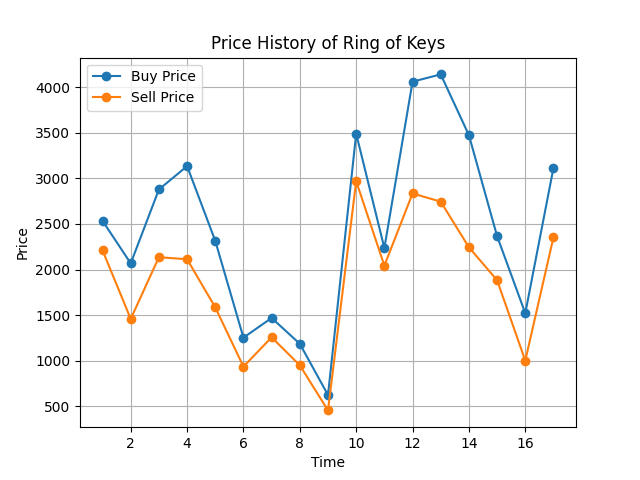 Price History of Ring of Keys
Buy Price
Sell Price
Price
4000
3500
3000
2500
2000
1500
1000
500
2 4 6 8 10 12 14 16
Time